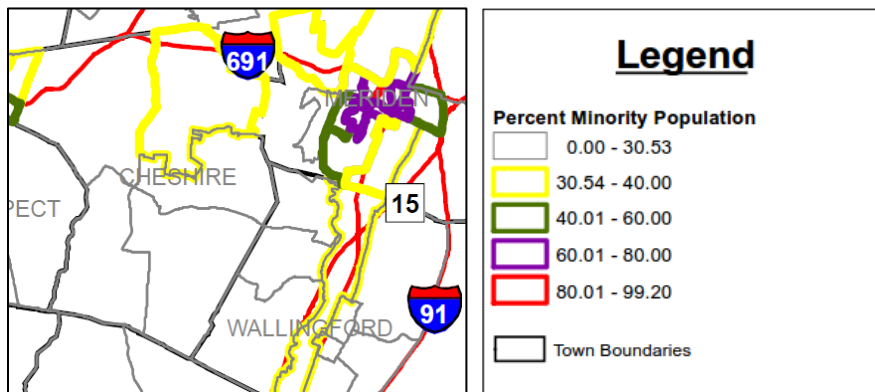 691
MERIDEN
CHESHIRE
PECT
15
91
WALLINGFORD
Legend
Percent Minority Population
0.00 - 30.53
30.54 - 40.00
40.01 - 60.00
60.01 - 80.00
80.01 - 99.20
Town Boundaries